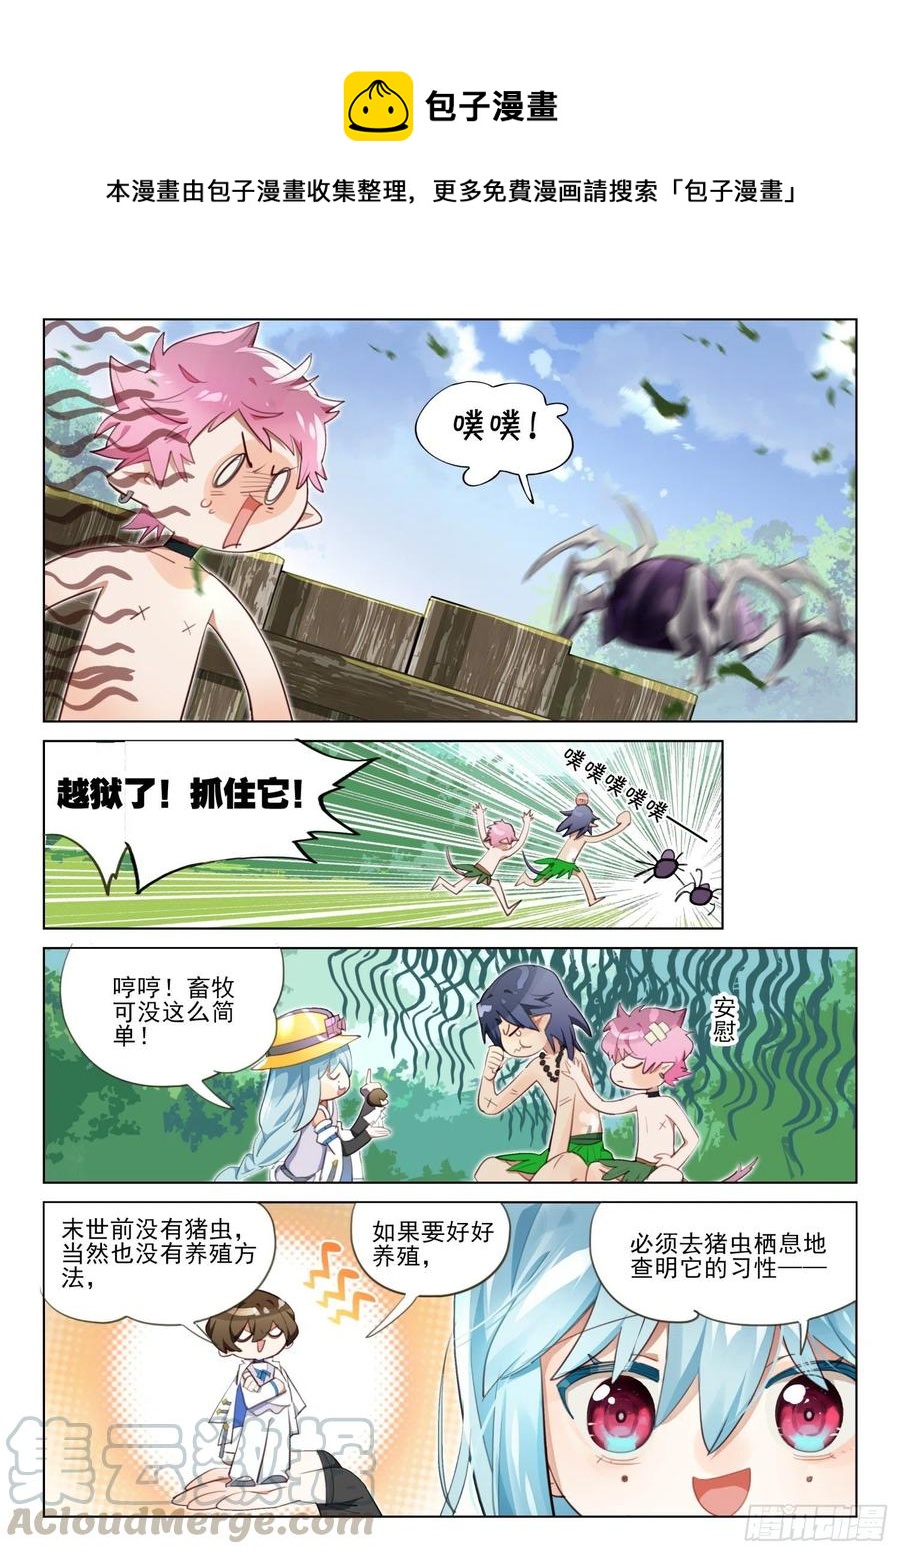 包子漫畫
本漫畫由包子漫畫收集整理，更多免費漫画請搜索「包子漫畫」
噗噗！
越狱了！抓住它！
噗噗噗噗噗
哼哼！畜牧
可没这么简
单！
安慰
末世前没有猪虫，
当然也没有养殖方
法，
如果要好好
养殖，
必须去猪虫栖息地
查明它的习性——
集云数据
AcloudMerge.com
腾讯动漫